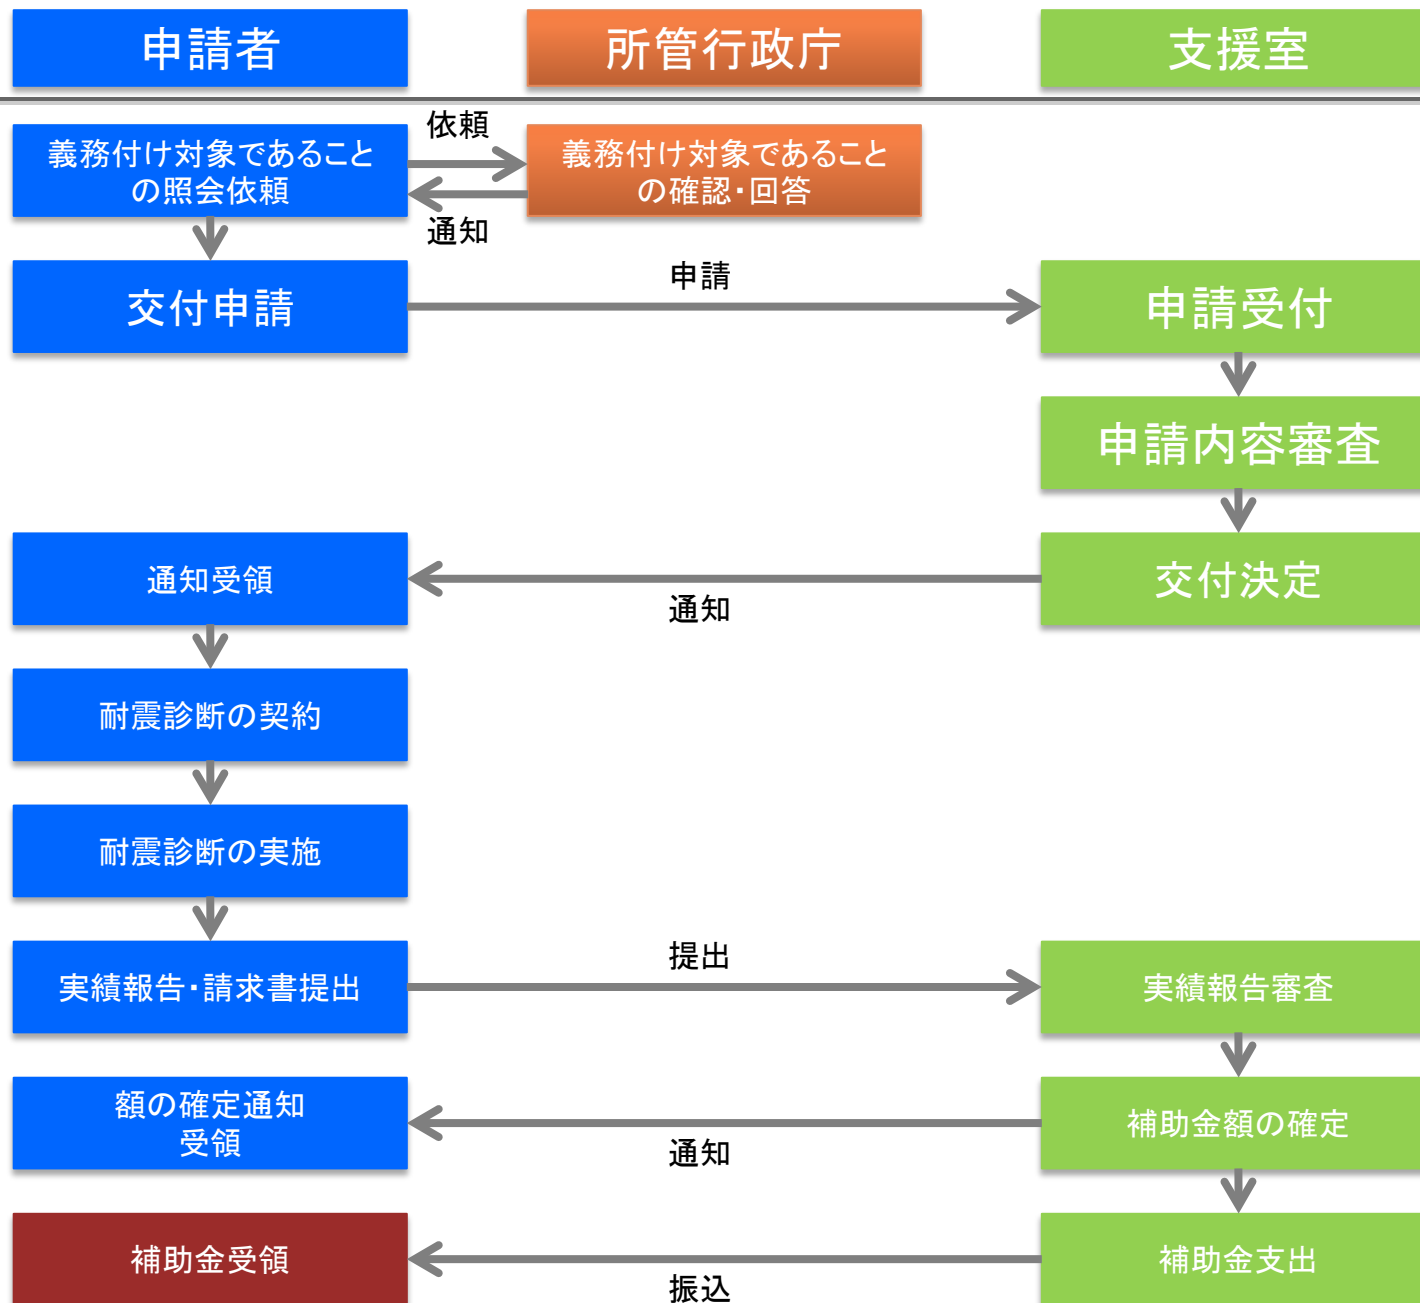 申請者
所管行政庁
支援室
義務付け対象であること
の照会依頼
依頼
通知
義務付け対象であること
の確認・回答
交付申請
申請
申請受付
申請内容審査
通知受領
通知
交付決定
耐震診断の契約
耐震診断の実施
実績報告・請求書提出
提出
実績報告審査
額の確定通知
受領
通知
補助金額の確定
補助金受領
振込
補助金支出